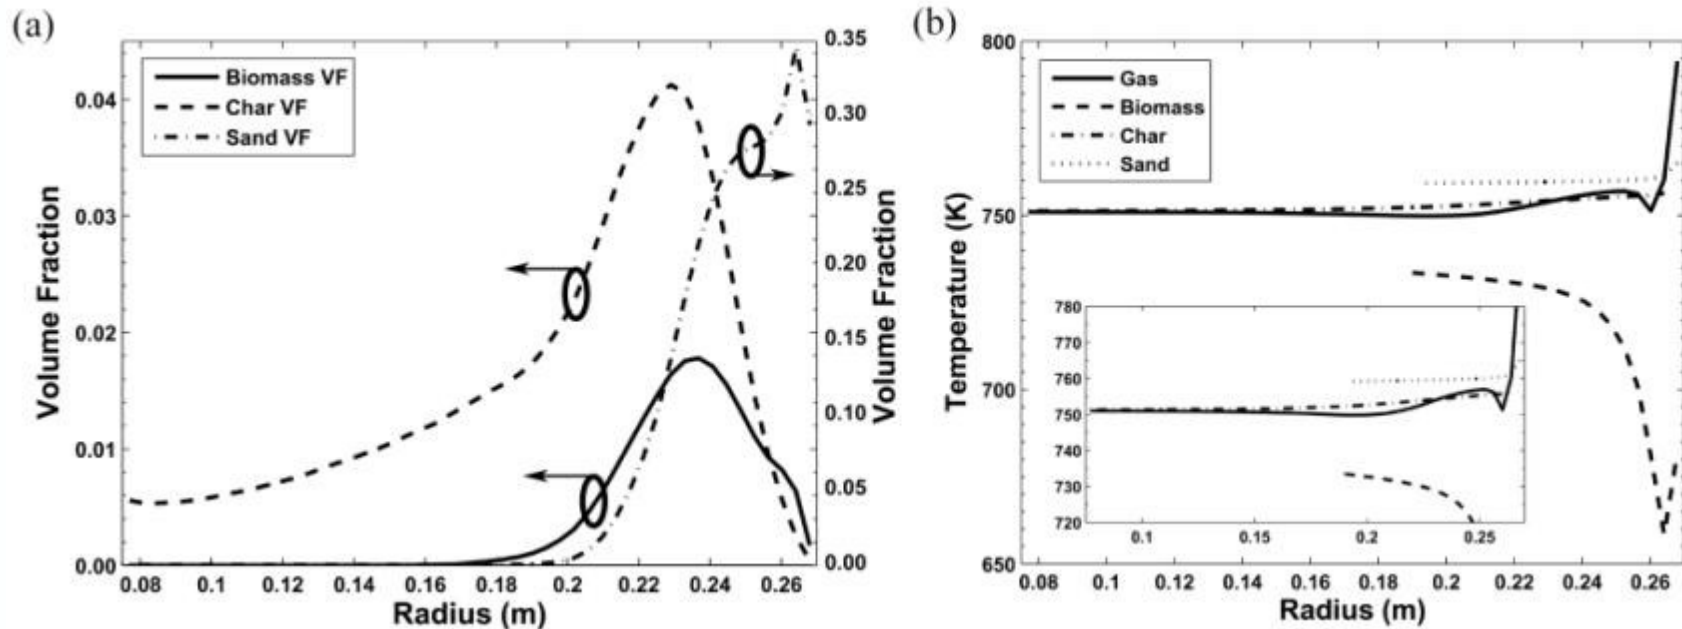 (a)
Biomass VF
Char VF
Sand VF
Volume Fraction
0.04
0.03
0.02
0.01
0.00
0.35
0.30
0.25
0.20
0.15
0.10
0.05
0.00
Volume Fraction
0.08 0.1 0.12 0.14 0.16 0.18 0.2 0.22 0.24 0.26
Radius (m)
(b)
Gas
Biomass
Char
Sand
Temperature (K)
800
750
700
650
780
770
760
750
740
730
720
0.1 0.15 0.2 0.25
0.08 0.1 0.12 0.14 0.16 0.18 0.2 0.22 0.24 0.26
Radius (m)